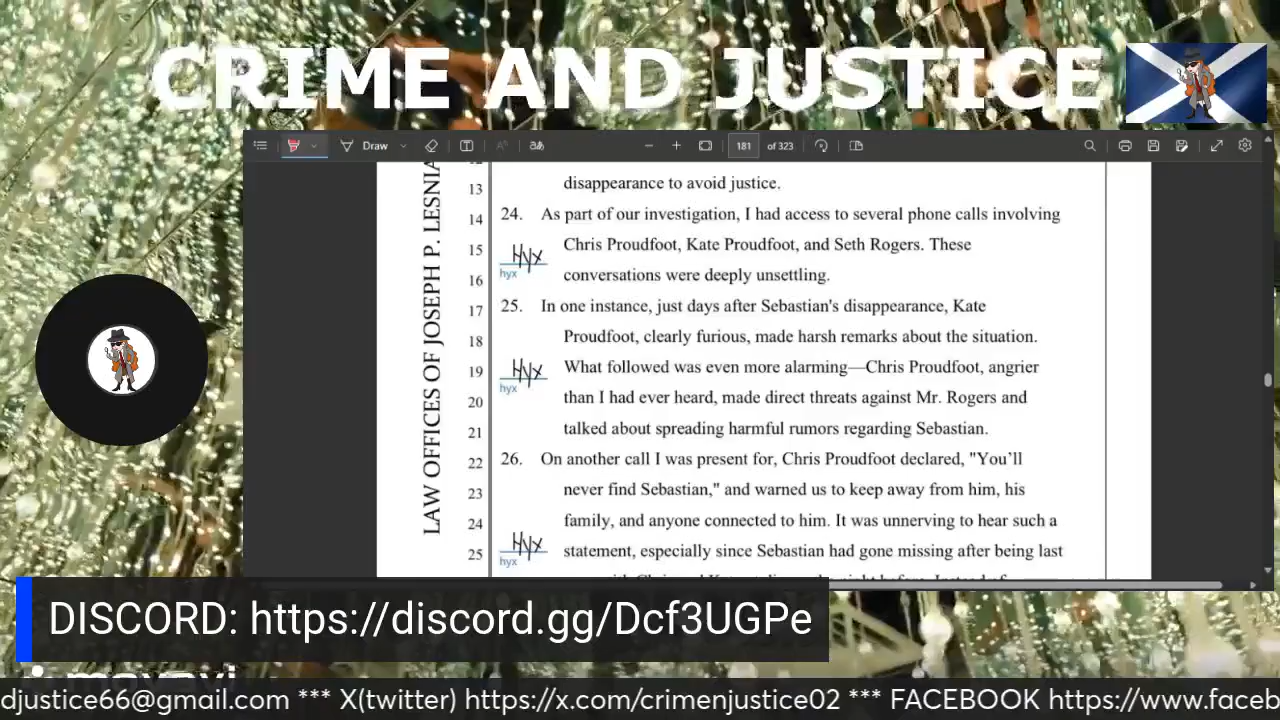 CRIME AND JUSTICE
Draw
181 of 323
LAW OFFICES OF JOSEPH P. LESNIA
13 disappearance to avoid justice.
14 24. As part of our investigation, I had access to several phone calls involving
15 Chris Proudfoot, Kate Proudfoot, and Seth Rogers. These
hyx
16 conversations were deeply unsettling.
17 25. In one instance, just days after Sebastian's disappearance, Kate
18 Proudfoot, clearly furious, made harsh remarks about the situation.
19 What followed was even more alarming—Chris Proudfoot, angrier
hyx
20 than I had ever heard, made direct threats against Mr. Rogers and
21 talked about spreading harmful rumors regarding Sebastian.
22 26. On another call I was present for, Chris Proudfoot declared, "You’ll
23 never find Sebastian," and warned us to keep away from him, his
24 family, and anyone connected to him. It was unnerving to hear such a
25 statement, especially since Sebastian had gone missing after being last
hyx
DISCORD: https://discord.gg/Dcf3UGPe
djustice66@gmail.com *** X(twitter) https://x.com/crimenjustice02 *** FACEBOOK https://www.faceb